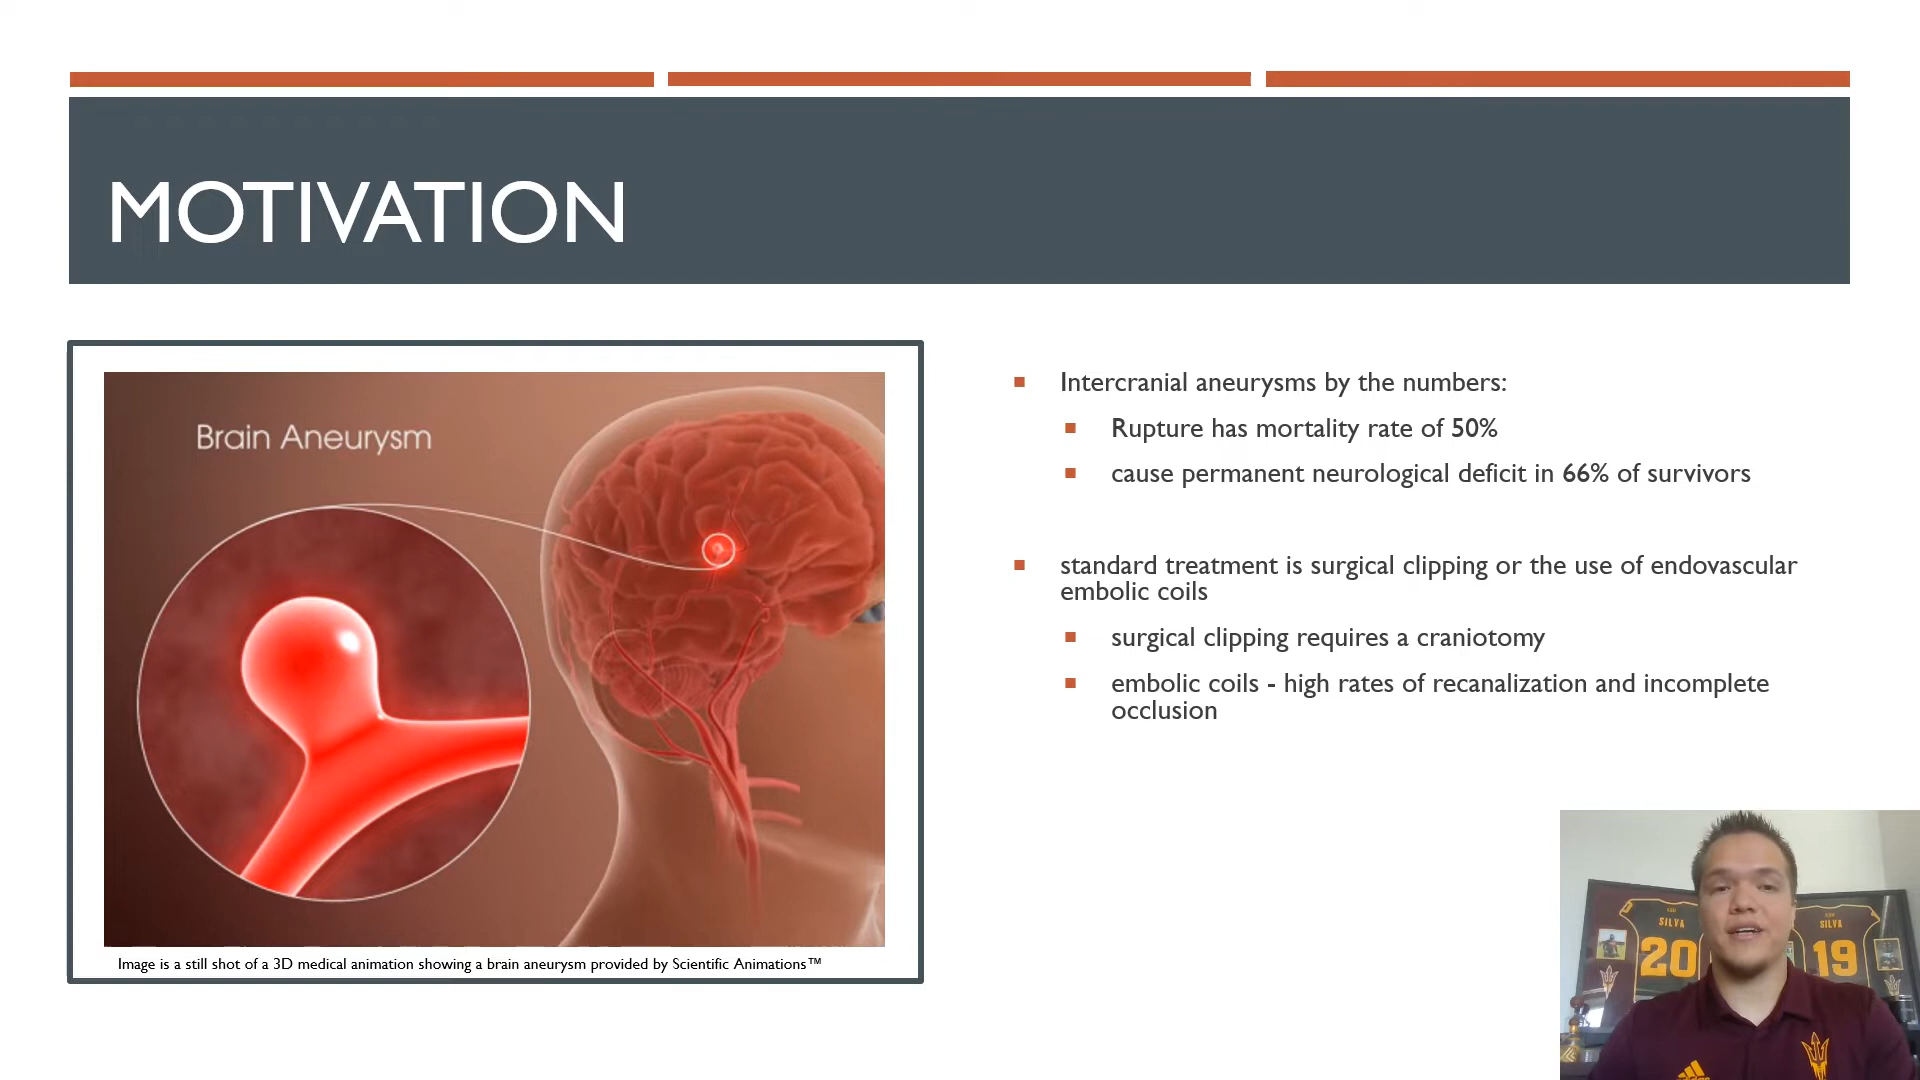 MOTIVATION
Brain Aneurysm
Image is a still shot of a 3D medical animation showing a brain aneurysm provided by Scientific Animations™
Intercranial aneurysms by the numbers:
Rupture has mortality rate of 50%
cause permanent neurological deficit in 66% of survivors
standard treatment is surgical clipping or the use of endovascular
embolic coils
surgical clipping requires a craniotomy
embolic coils - high rates of recanalization and incomplete
occlusion
SILVA
20
SILVA
19